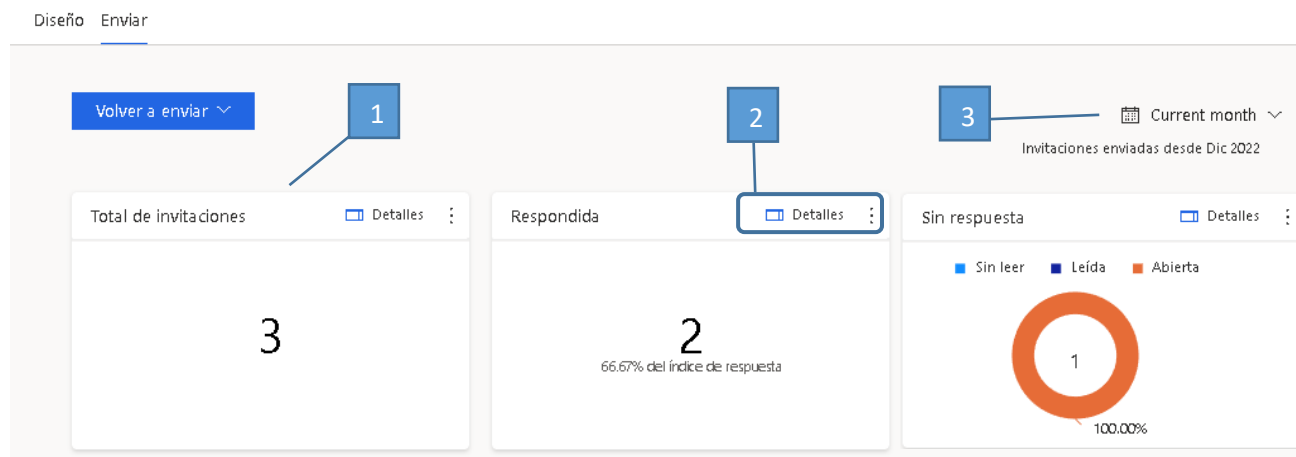 Diseño Enviar
Volver a enviar
1
2
3
Current month
Invitaciones enviadas desde Dic 2022
Total de invitaciones
Detalles
3
Respondida
Detalles
2
66.67% del índice de respuesta
Sin respuesta
Detalles
Sin leer
Leída
Abierta
1
100.00%